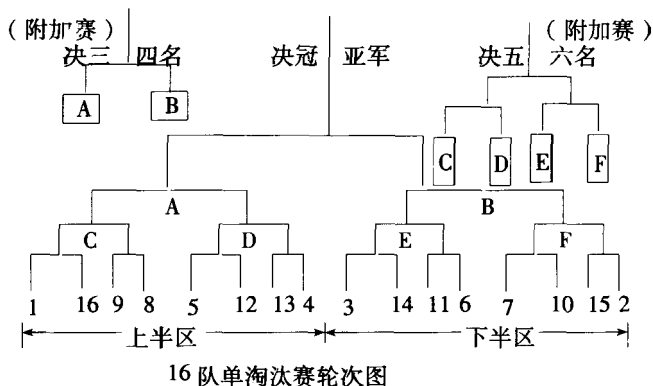 (附加赛) (附加赛)
决三 四名 决冠 亚军 决五 六名
A B
C D E F
A B
C D E F
1 16 9 8 5 12 13 4 3 14 11 6 7 10 15 2
上半区 下半区
16 队单淘汰赛轮次图